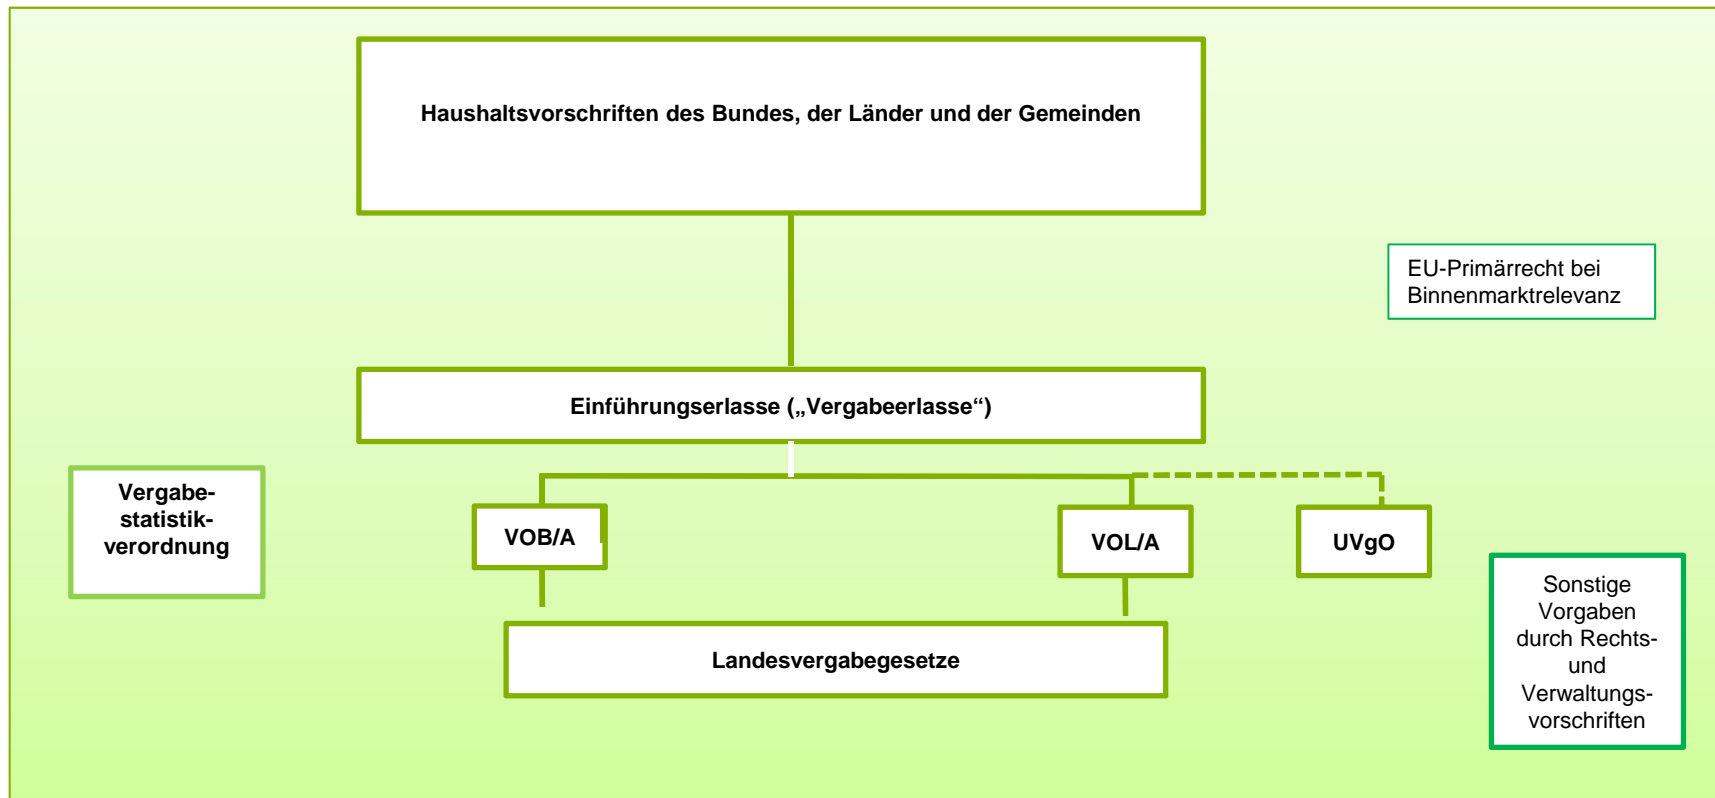 Haushaltsvorschriften des Bundes, der Länder und der Gemeinden
EU-Primärrecht bei
Binnenmarktrelevanz
Einführungserlasse („Vergabeerlasse“)
Vergabe-
statistik-
verordnung
VOB/A
VOL/A
UVgO
Sonstige
Vorgaben
durch Rechts-
und
Verwaltungs-
vorschriften
Landesvergabegesetze